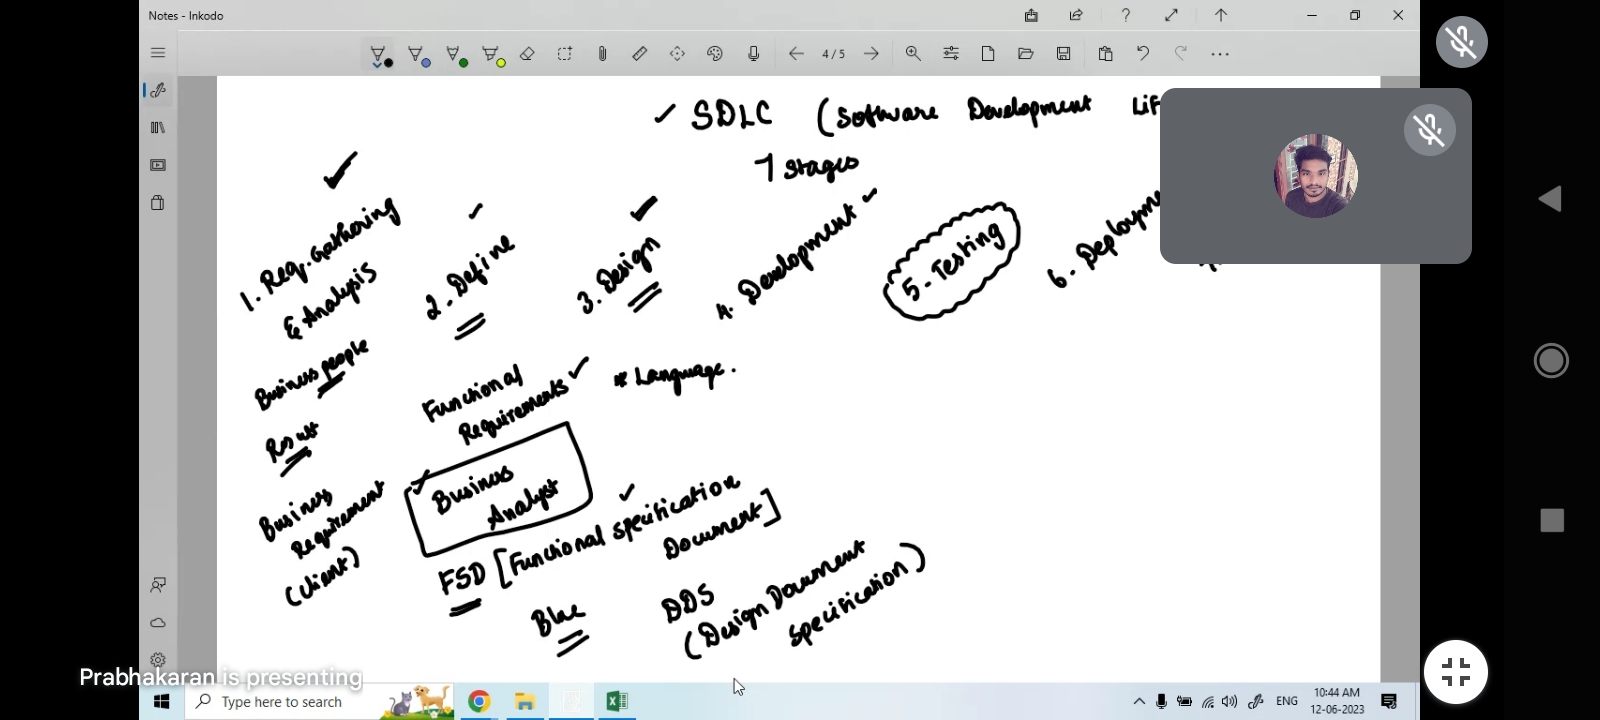 Notes - Inkodo
4/5
✓ SDLC (Software Development Lif
7 stages
1. Req. Gathering
& Analysis
Business people
Result
Business
Requirement
(client)
2. Define
Functional
Requirements ✓
Business
Analyst
FSD [Functional specification
Document]
Blue
3. Design
* Language.
DDS
(Design Document
specification)
4. Development ✓
5. Testing
6. Deployme
Prabhakaran is presenting
Type here to search
ENG
10:44 AM
12-06-2023